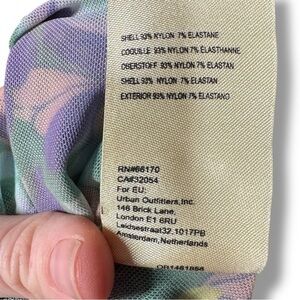 SHELL 93% NYLON 7% ELASTANE
COQUILLE 93% NYLON 7% ELASTHANNE
OBERSTOFF 93% NYLON 7% ELASTAN
SHELL 93% NYLON 7% ELASTAN
EXTERIOR 93% NYLON 7% ELASTANO
RN#66170
CA#32054
For EU:
Urban Outfitters,Inc.
146 Brick Lane,
London E1 6RU
Leidsestraat32.1017PB
Amsterdam, Netherlands